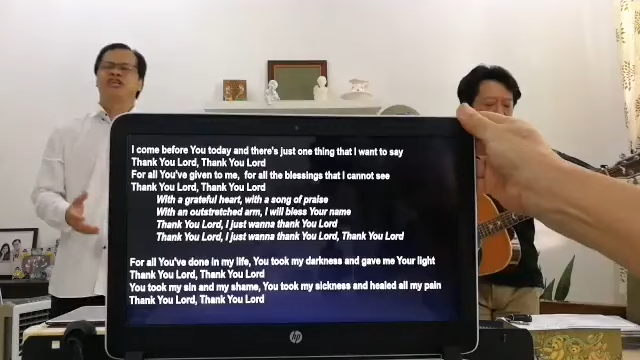 I come before You today and there's just one thing that I want to say
Thank You Lord, Thank You Lord
For all You've given to me, for all the blessings that I cannot see
Thank You Lord, Thank You Lord
With a grateful heart, with a song of praise
With an outstretched arm, I will bless Your name
Thank You Lord, I just wanna thank You Lord
Thank You Lord, I just wanna thank You Lord, Thank You Lord
For all You've done in my life, You took my darkness and gave me Your light
Thank You Lord, Thank You Lord
You took my sin and my shame, You took my sickness and healed all my pain
Thank You Lord, Thank You Lord
hp